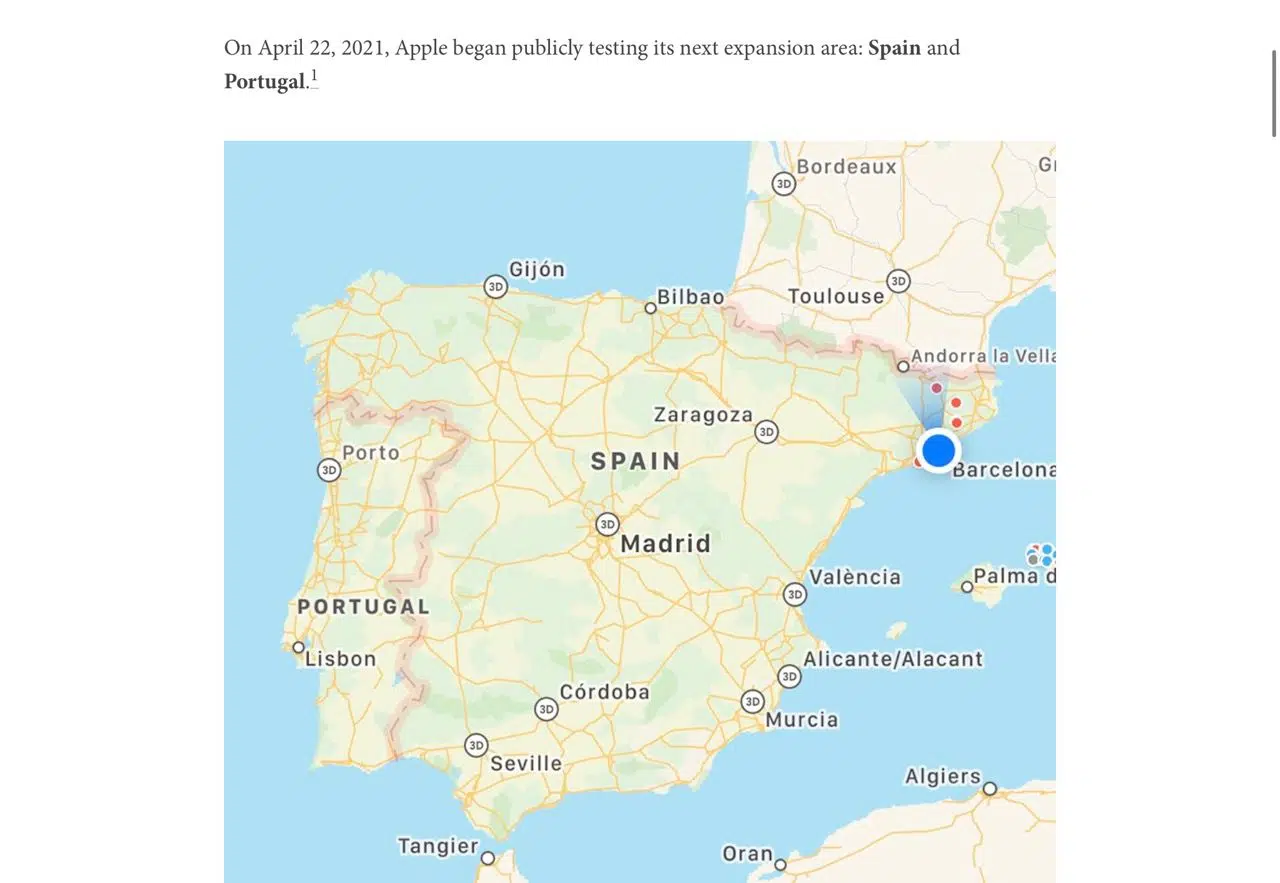 On April 22, 2021, Apple began publicly testing its next expansion area: Spain and
Portugal.1
Bordeaux
3D
Gijón
3D
Bilbao
Toulouse
3D
Andorra la Vella
Zaragoza
3D
Porto
3D
SPAIN
Barcelona
3D
Madrid
València
3D
Palma d
PORTUGAL
Lisbon
Alicante/Alacant
3D
Córdoba
3D
3D
Murcia
3D
Seville
Algiers
Tangier
Oran